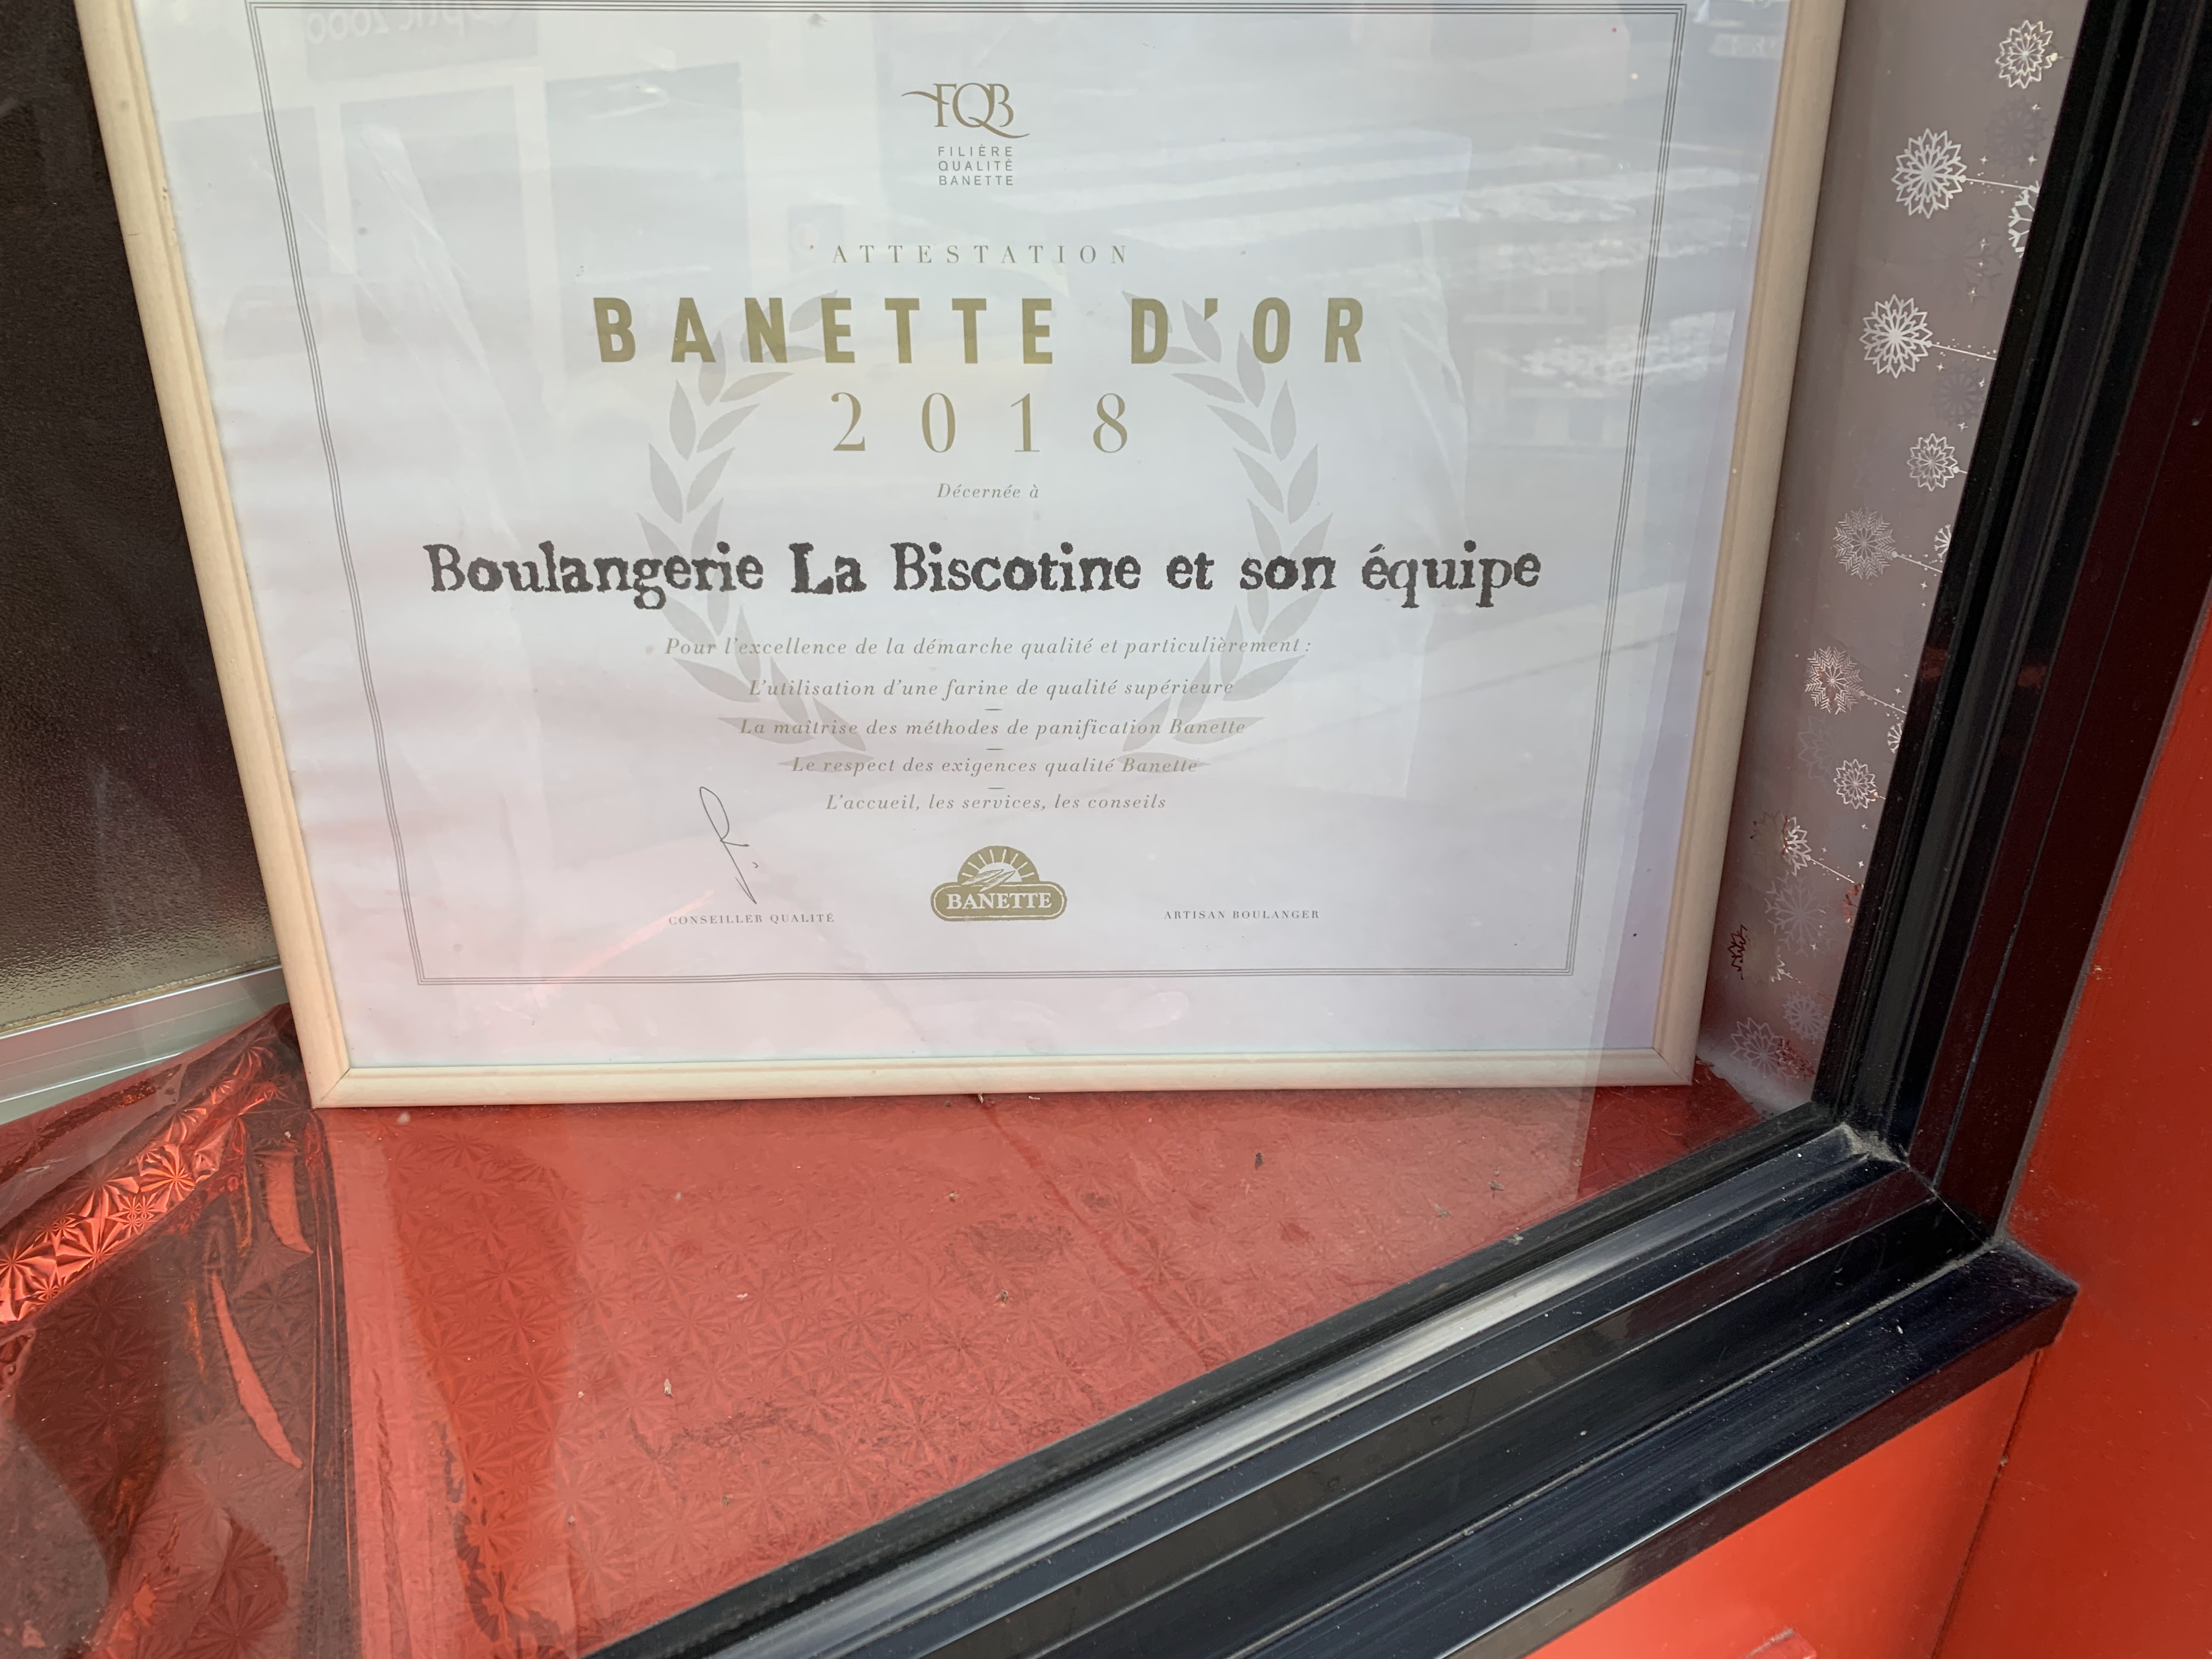 FQB
FILIÈRE
QUALITÉ
BANETTE
ATTESTATION
BANETTE D'OR
2018
Décernée à
Boulangerie La Biscotine et son équipe
Pour l'excellence de la démarche qualité et particulièrement :
L'utilisation d'une farine de qualité supérieure
La maîtrise des méthodes de panification Banette
Le respect des exigences qualité Banette
L'accueil, les services, les conseils
CONSEILLER QUALITÉ
BANETTE
ARTISAN BOULANGER